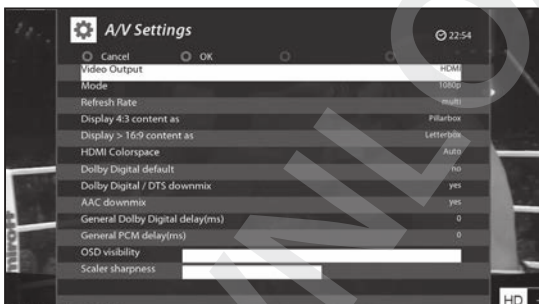 A/V Settings
22:54
Cancel OK
Video Output HDMI
Mode 1080p
Refresh Rate multi
Display 4:3 content as Pillarbox
Display > 16:9 content as Letterbox
HDMI Colorspace Auto
Dolby Digital default no
Dolby Digital / DTS downmix yes
AAC downmix yes
General Dolby Digital delay(ms) 0
General PCM delay(ms) 0
OSD visibility
Scaler sharpness
HD